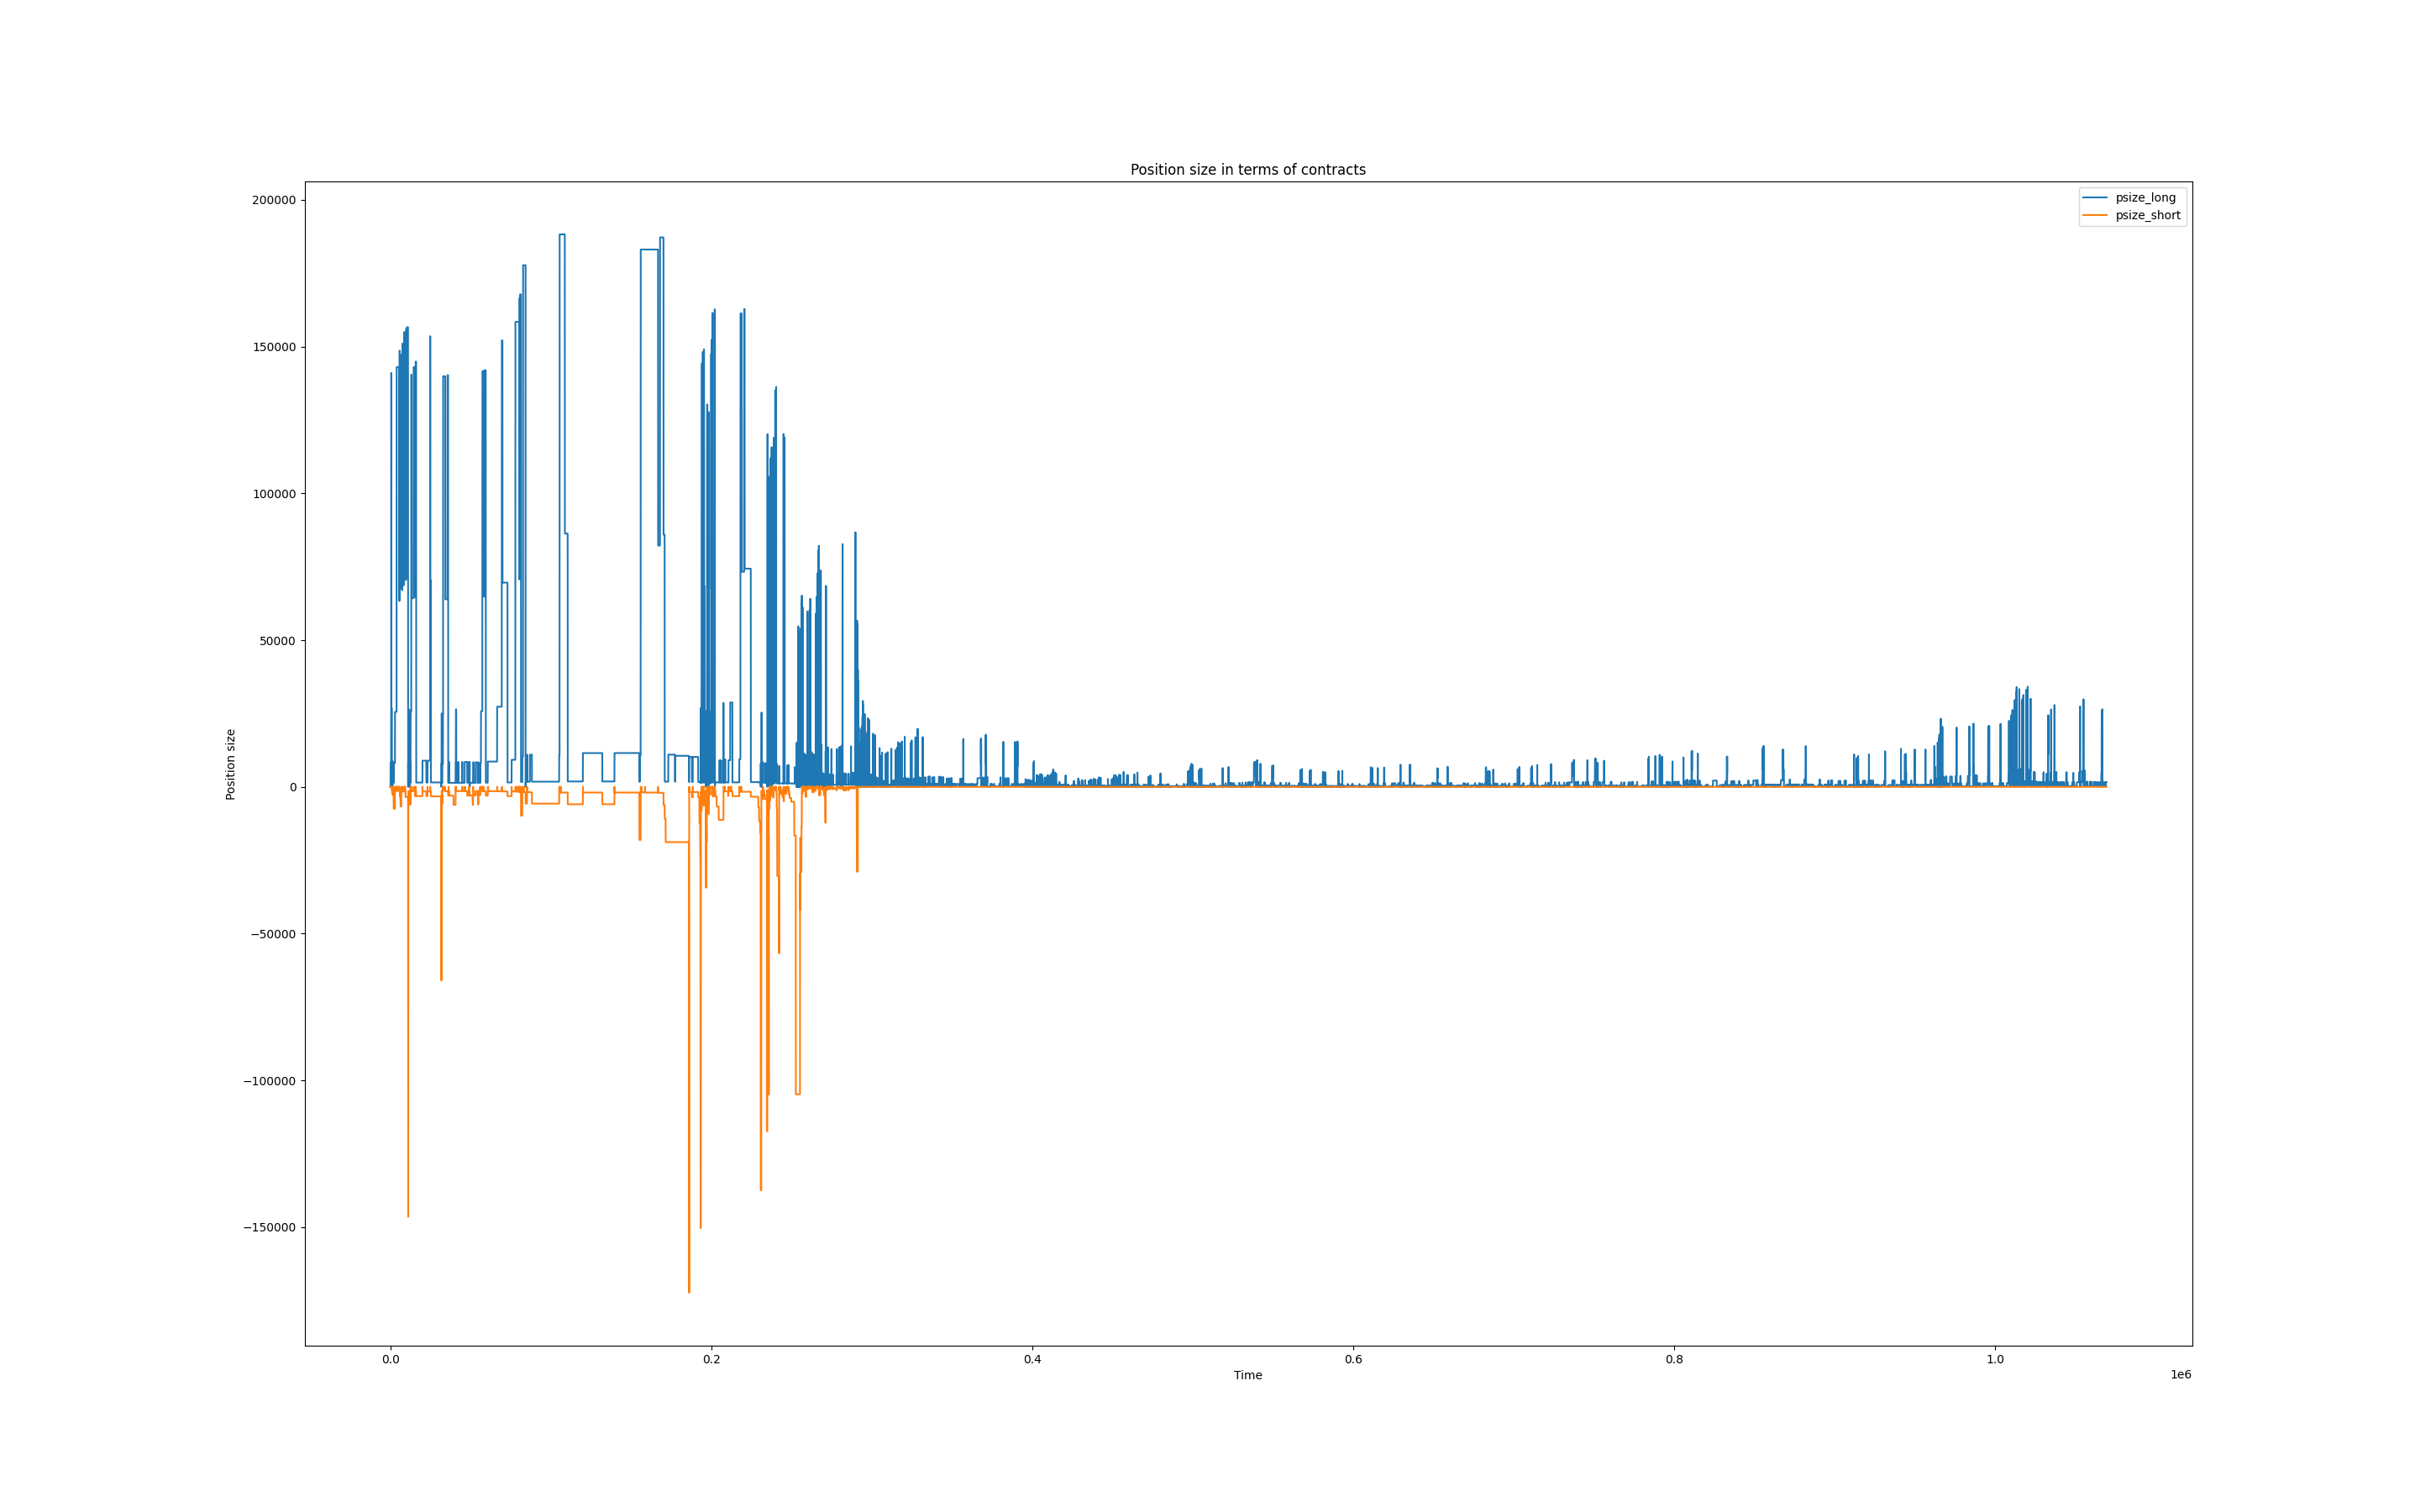 Position size in terms of contracts
psize_long
psize_short
200000
150000
100000
50000
0
−50000
−100000
−150000
Position size
0.0
0.2
0.4
0.6
0.8
1.0
Time
1e6